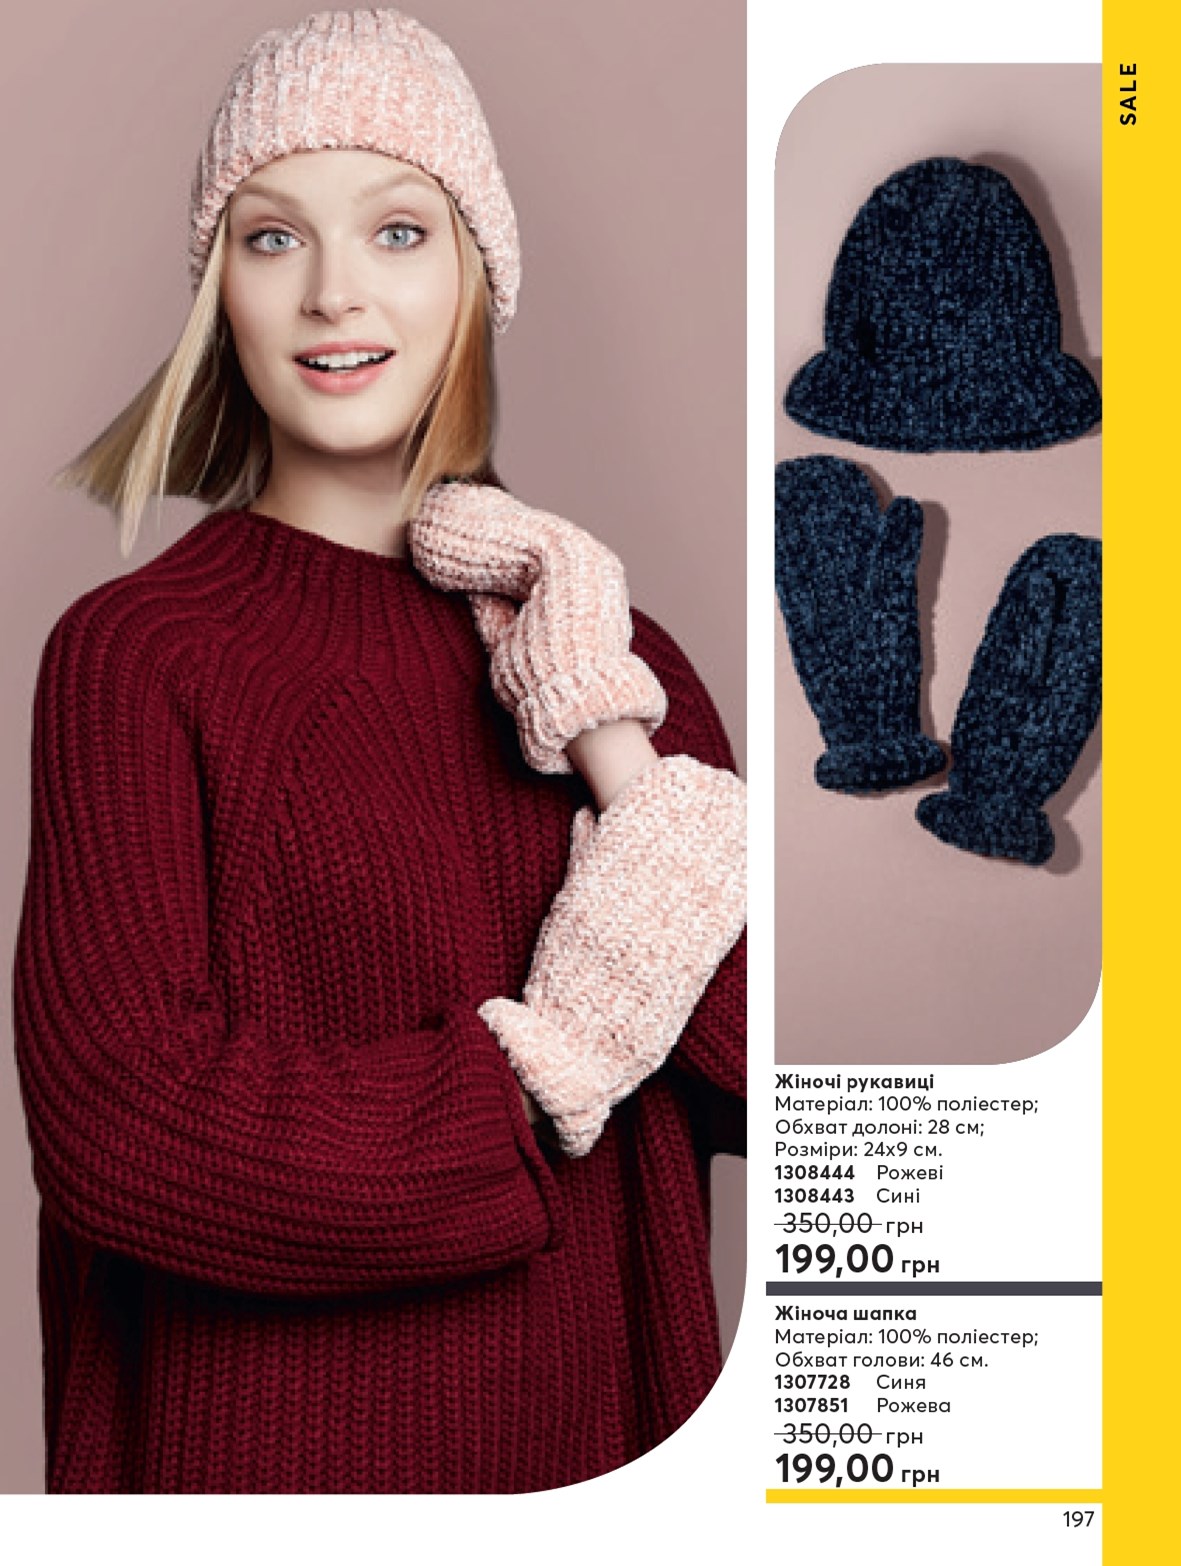 SALE
Жіночі рукавиці
Матеріал: 100% поліестер;
Обхват долоні: 28 см;
Розміри: 24x9 см.
1308444 Рожеві
1308443 Сині
350,00 грн
199,00 грн
Жіноча шапка
Матеріал: 100% поліестер;
Обхват голови: 46 см.
1307728 Синя
1307851 Рожева
350,00 грн
199,00 грн
197